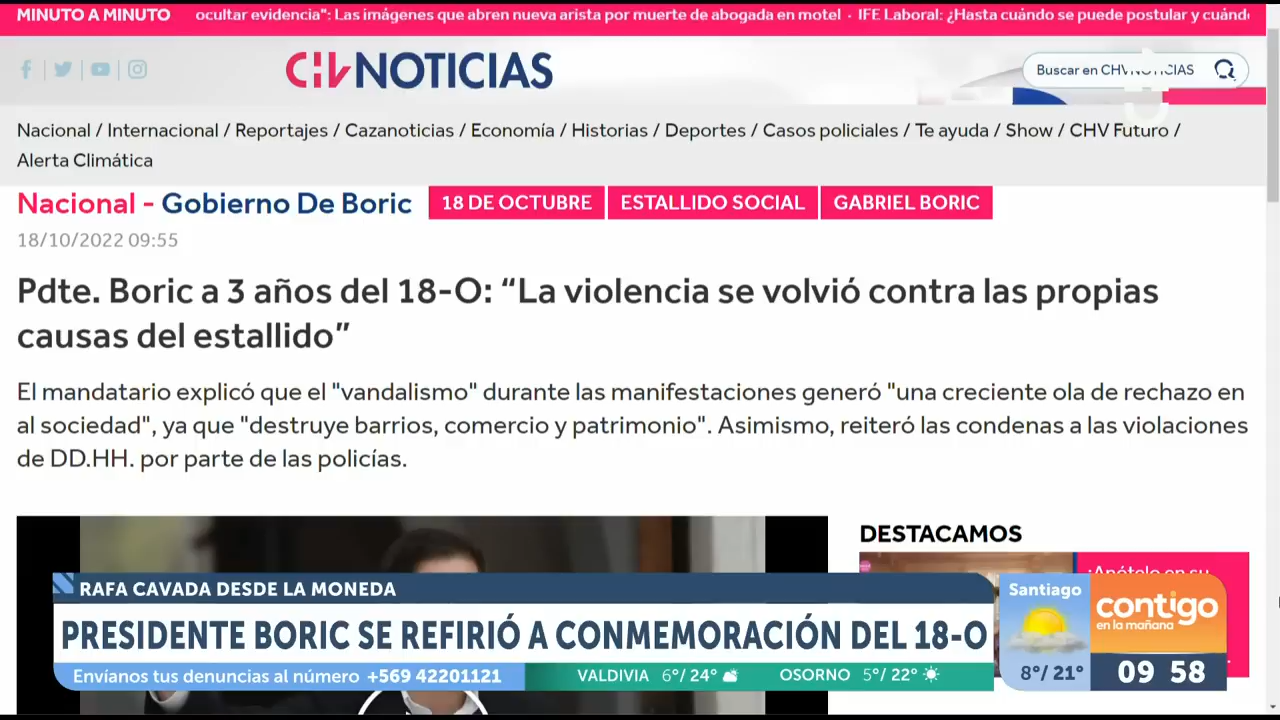 MINUTO A MINUTO
ocultar evidencia": Las imágenes que abren nueva arista por muerte de abogada en motel · IFE Laboral: ¿Hasta cuándo se puede postular y cuánd
CHV NOTICIAS
Buscar en CHVNOTICIAS
Nacional / Internacional / Reportajes / Cazanoticias / Economía / Historias / Deportes / Casos policiales / Te ayuda / Show / CHV Futuro /
Alerta Climática
Nacional - Gobierno De Boric 18 DE OCTUBRE ESTALLIDO SOCIAL GABRIEL BORIC
18/10/2022 09:55
Pdte. Boric a 3 años del 18-O: “La violencia se volvió contra las propias
causas del estallido”
El mandatario explicó que el "vandalismo" durante las manifestaciones generó "una creciente ola de rechazo en
al sociedad", ya que "destruye barrios, comercio y patrimonio". Asimismo, reiteró las condenas a las violaciones
de DD.HH. por parte de las policías.
DESTACAMOS
¡Anótelo en su
RAFA CAVADA DESDE LA MONEDA
PRESIDENTE BORIC SE REFIRIÓ A CONMEMORACIÓN DEL 18-O
Envíanos tus denuncias al número +569 42201121
VALDIVIA 6°/ 24° OSORNO 5°/ 22°
Santiago
8°/ 21°
contigo
en la mañana
09 58